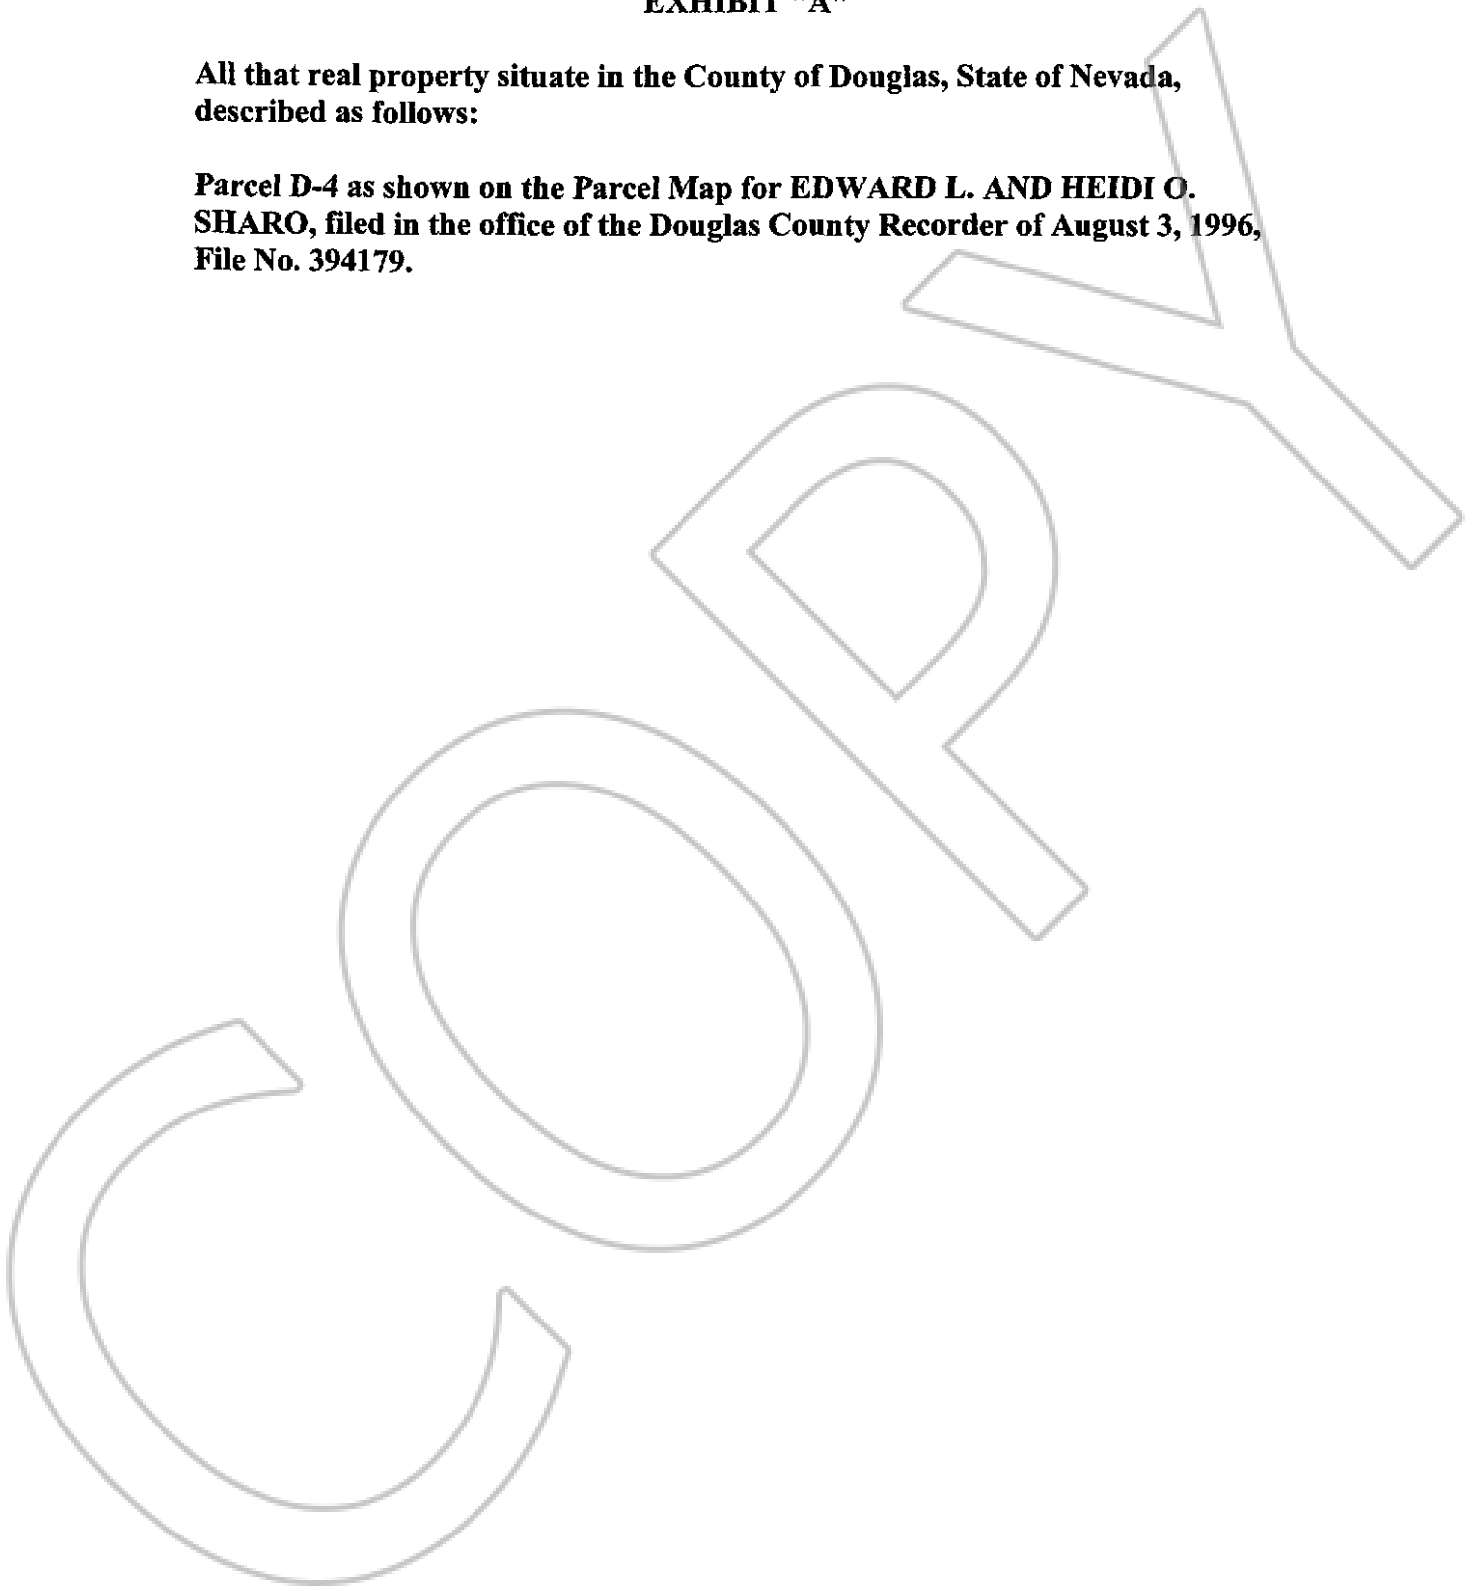 EXHIBIT "A"
All that real property situate in the County of Douglas, State of Nevada,
described as follows:
Parcel D-4 as shown on the Parcel Map for EDWARD L. AND HEIDI O.
SHARO, filed in the office of the Douglas County Recorder of August 3, 1996,
File No. 394179.
COPY